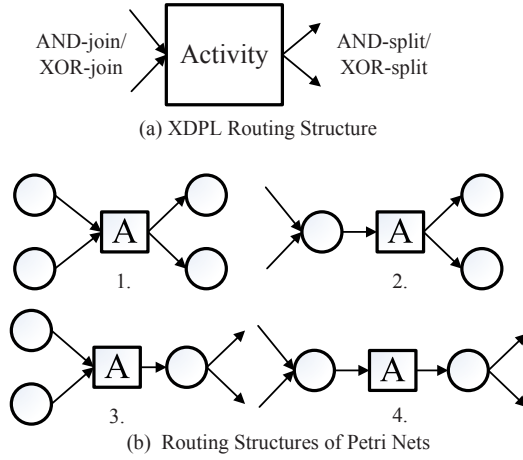 AND-join/
XOR-join
Activity
AND-split/
XOR-split
(a) XDPL Routing Structure
A
1.
A
2.
A
3.
A
4.
(b) Routing Structures of Petri Nets